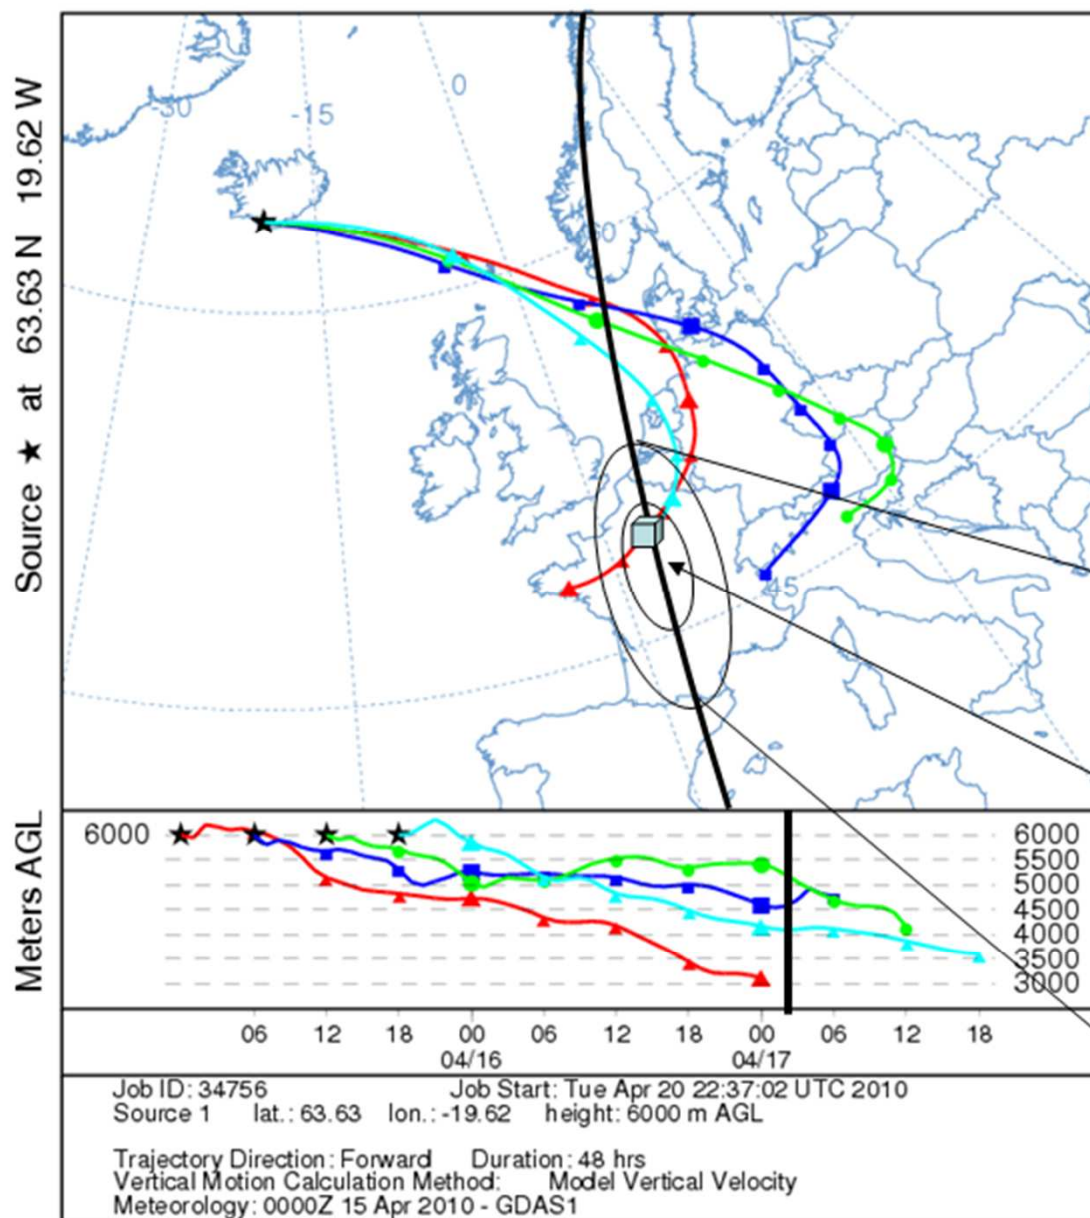 Source ★ at 63.63 N 19.62 W
-30
-15
0
60
45
Meters AGL
6000
6000
5500
5000
4500
4000
3500
3000
06 12 18 00 06 12 18 00 06 12 18
04/16 04/17
Job ID: 34756 Job Start: Tue Apr 20 22:37:02 UTC 2010
Source 1 lat.: 63.63 lon.: -19.62 height: 6000 m AGL
Trajectory Direction: Forward Duration: 48 hrs
Vertical Motion Calculation Method: Model Vertical Velocity
Meteorology: 0000Z 15 Apr 2010 - GDAS1